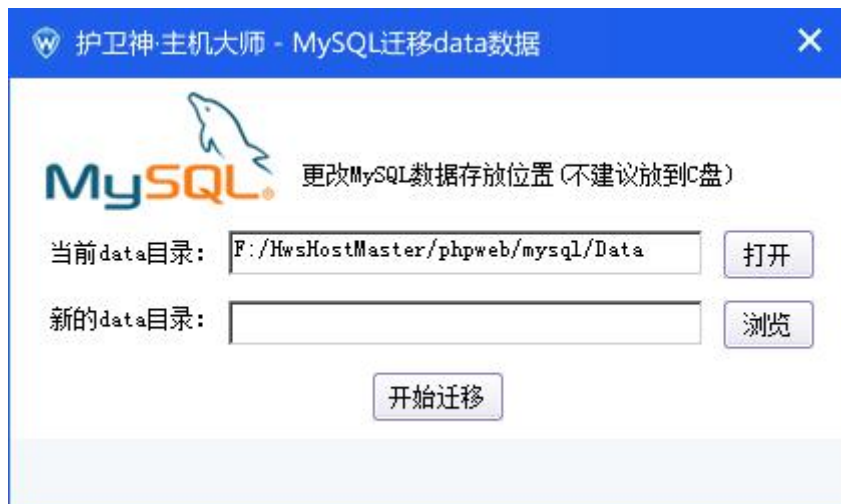 护卫神·主机大师 - MySQL迁移data数据
MySQL®
更改MySQL数据存放位置(不建议放到C盘)
当前data目录: F:/HwsHostMaster/phpweb/mysql/Data 打开
新的data目录: 浏览
开始迁移